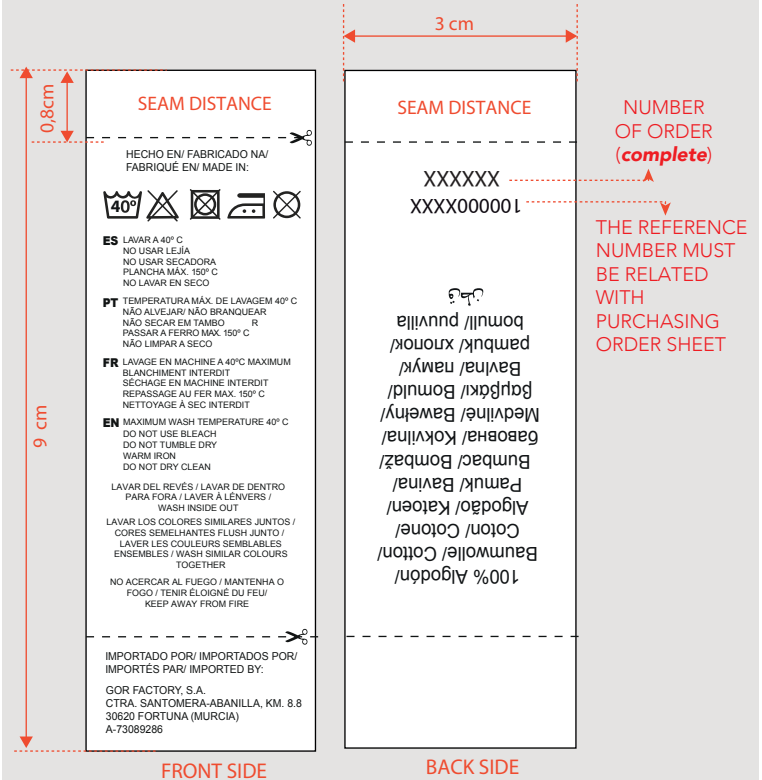 3 cm
0,8cm
9 cm
SEAM DISTANCE
HECHO EN/ FABRICADO NA/
FABRIQUÉ EN/ MADE IN:
40º
ES LAVAR A 40º C
NO USAR LEJÍA
NO USAR SECADORA
PLANCHA MÁX. 150º C
NO LAVAR EN SECO
PT TEMPERATURA MÁX. DE LAVAGEM 40º C
NÃO ALVEJAR/ NÃO BRANQUEAR
NÃO SECAR EM TAMBO R
PASSAR A FERRO MAX. 150º C
NÃO LIMPAR A SECO
FR LAVAGE EN MACHINE A 40ºC MAXIMUM
BLANCHIMENT INTERDIT
SÉCHAGE EN MACHINE INTERDIT
REPASSAGE AU FER MAX. 150º C
NETTOYAGE À SEC INTERDIT
EN MAXIMUM WASH TEMPERATURE 40º C
DO NOT USE BLEACH
DO NOT TUMBLE DRY
WARM IRON
DO NOT DRY CLEAN
LAVAR DEL REVÉS / LAVAR DE DENTRO
PARA FORA / LAVER À LÉNVERS /
WASH INSIDE OUT
LAVAR LOS COLORES SIMILARES JUNTOS /
CORES SEMELHANTES FLUSH JUNTO /
LAVER LES COULEURS SEMBLABLES
ENSEMBLES / WASH SIMILAR COLOURS
TOGETHER
NO ACERCAR AL FUEGO / MANTENHA O
FOGO / TENIR ÉLOIGNÉ DU FEU/
KEEP AWAY FROM FIRE
IMPORTADO POR/ IMPORTADOS POR/
IMPORTÉS PAR/ IMPORTED BY:
GOR FACTORY, S.A.
CTRA. SANTOMERA-ABANILLA, KM. 8.8
30620 FORTUNA (MURCIA)
A-73089286
FRONT SIDE
SEAM DISTANCE
100% Algodón/
Baumwolle/ Cotton/
Coton/ Cotone/
Algodão/ Katoen/
Pamuk/ Bavina/
Bumbac/ Bombaž/
бавовна/ Kokvilna/
Medvilnė/ Bawełny/
βαμβάκι/ Bomuld/
Bavlna/ памук/
pambuk/ хлопок/
bomull/ puuvilla
قطن
100000XXXX
XXXXXX
BACK SIDE
NUMBER
OF ORDER
(complete)
THE REFERENCE
NUMBER MUST
BE RELATED
WITH
PURCHASING
ORDER SHEET